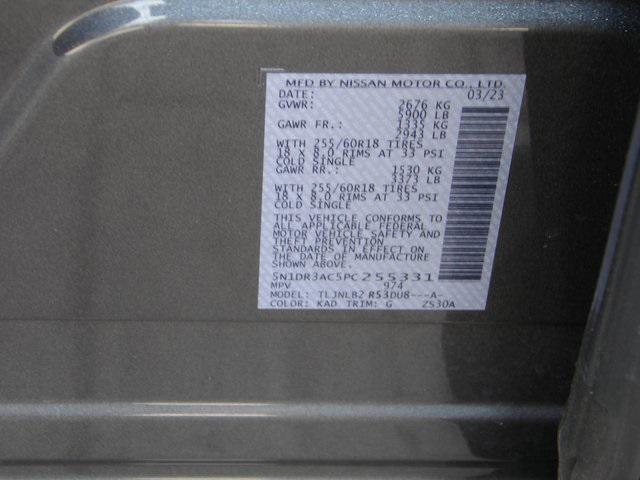 MFD BY NISSAN MOTOR CO., LTD
DATE: 03/23
GVWR: 2676 KG
5900 LB
GAWR FR.: 1335 KG
2943 LB
WITH 255/60R18 TIRES
18 X 8.0 RIMS AT 33 PSI
COLD SINGLE
GAWR RR.: 1530 KG
3373 LB
WITH 255/60R18 TIRES
18 X 8.0 RIMS AT 33 PSI
COLD SINGLE
THIS VEHICLE CONFORMS TO
ALL APPLICABLE FEDERAL
MOTOR VEHICLE SAFETY AND
THEFT PREVENTION
STANDARDS IN EFFECT ON
THE DATE OF MANUFACTURE
SHOWN ABOVE.
5N1DR3AC5PC255331
MPV 974
MODEL: TLJNLB2 R53DU8---A-
COLOR: KAD TRIM: G Z530A